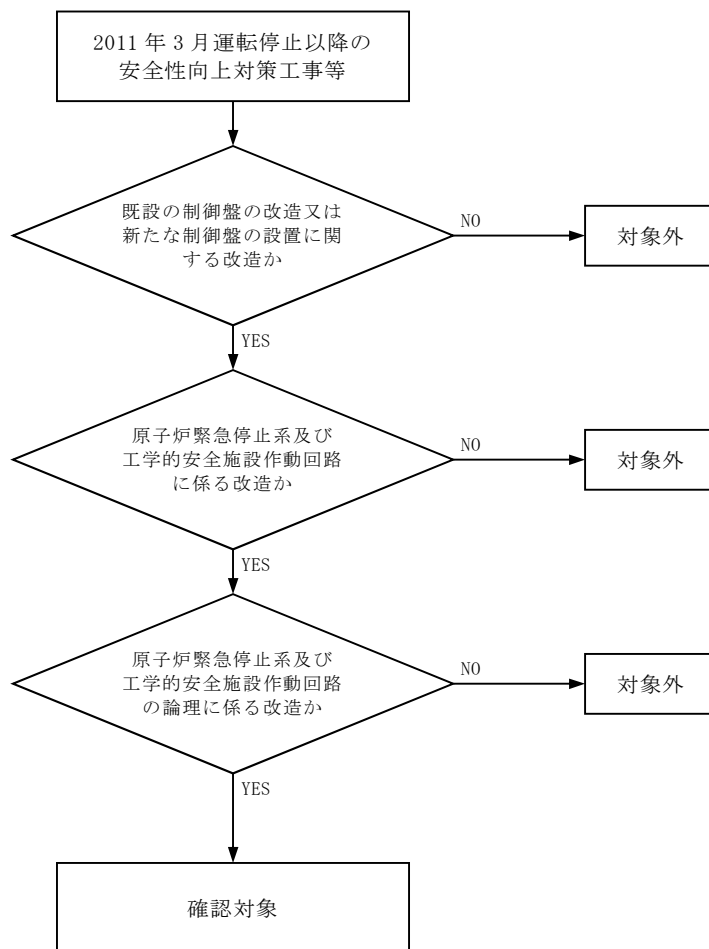 2011年3月運転停止以降の
安全性向上対策工事等
既設の制御盤の改造又は
新たな制御盤の設置に関
する改造か
NO
対象外
YES
原子炉緊急停止系及び
工学的安全施設作動回路
に係る改造か
NO
対象外
YES
原子炉緊急停止系及び
工学的安全施設作動回路
の論理に係る改造か
NO
対象外
YES
確認対象